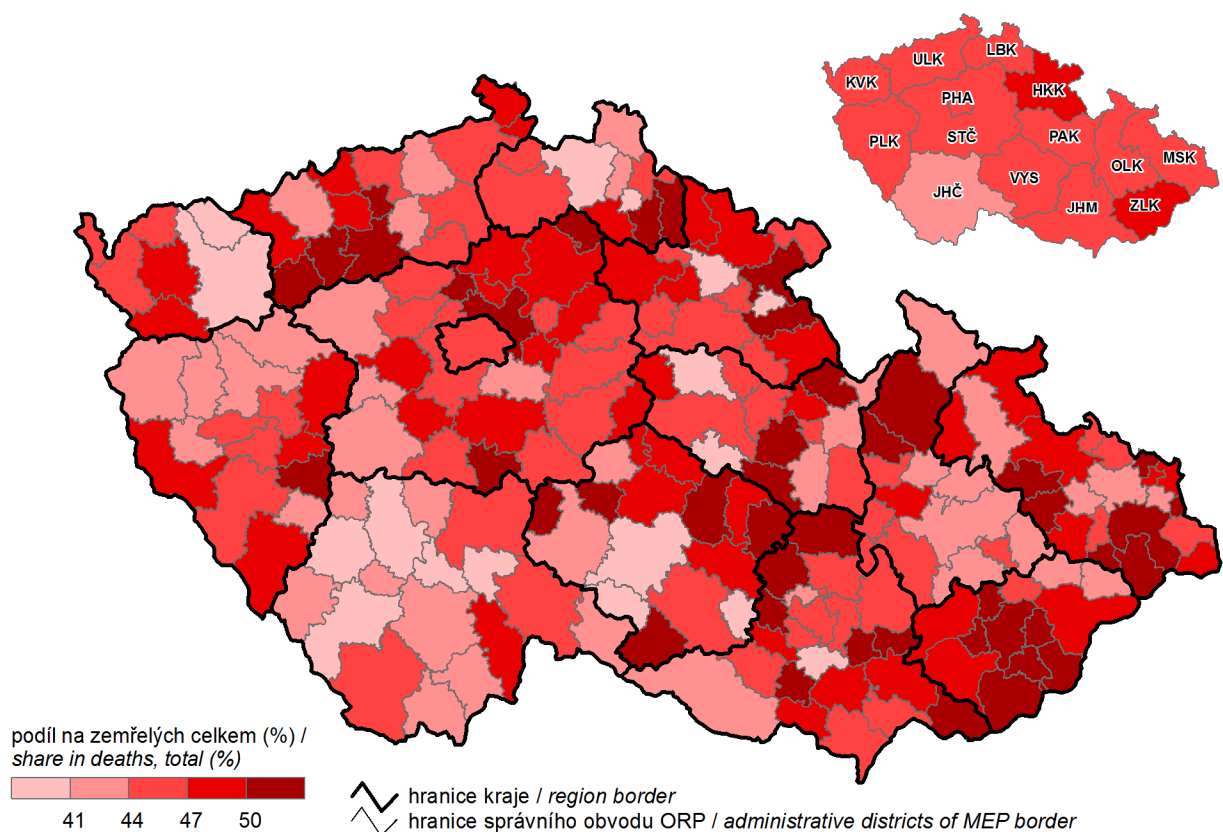 LBK
ULK
KVK
HKK
PHA
PLK
STČ
PAK
MSK
OLK
VYS
JHČ
ZLK
JHM
podíl na zemřelých celkem (%) /
share in deaths, total (%)
41 44 47 50
hranice kraje / region border
hranice správního obvodu ORP / administrative districts of MEP border